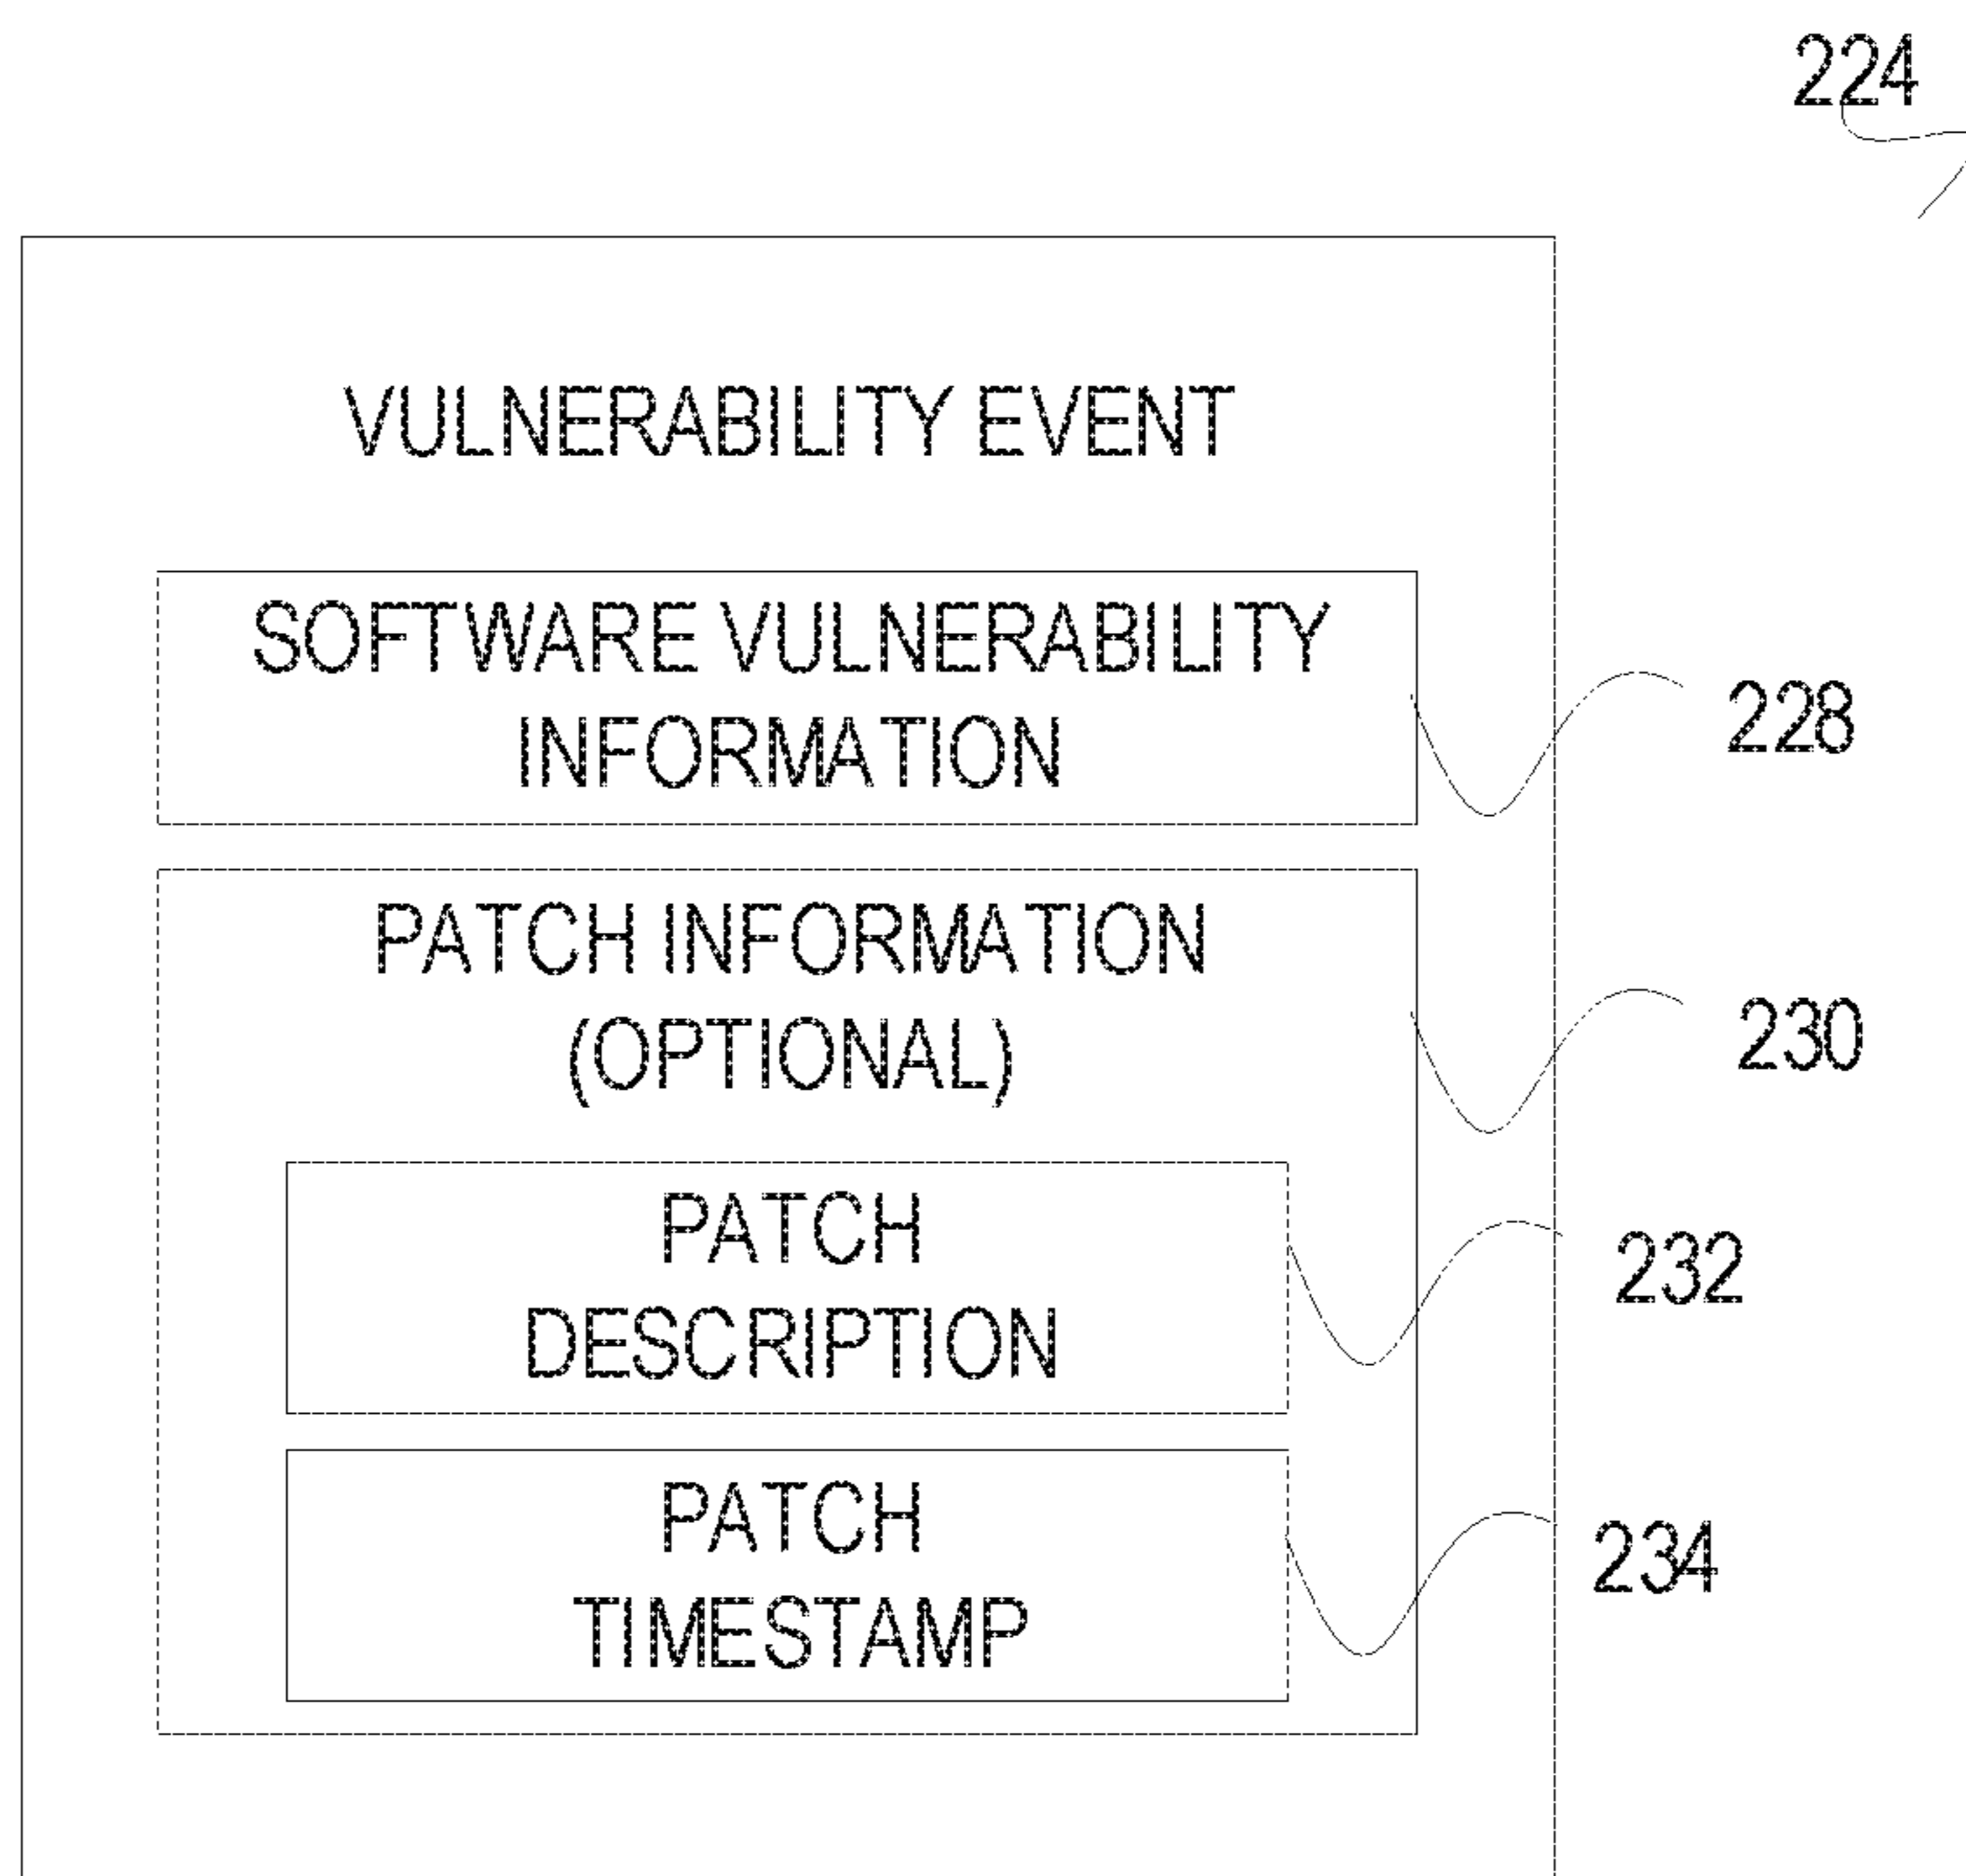 224
VULNERABILITY EVENT
SOFTWARE VULNERABILITY
INFORMATION
228
PATCH INFORMATION
(OPTIONAL)
230
PATCH
DESCRIPTION
232
PATCH
TIMESTAMP
234